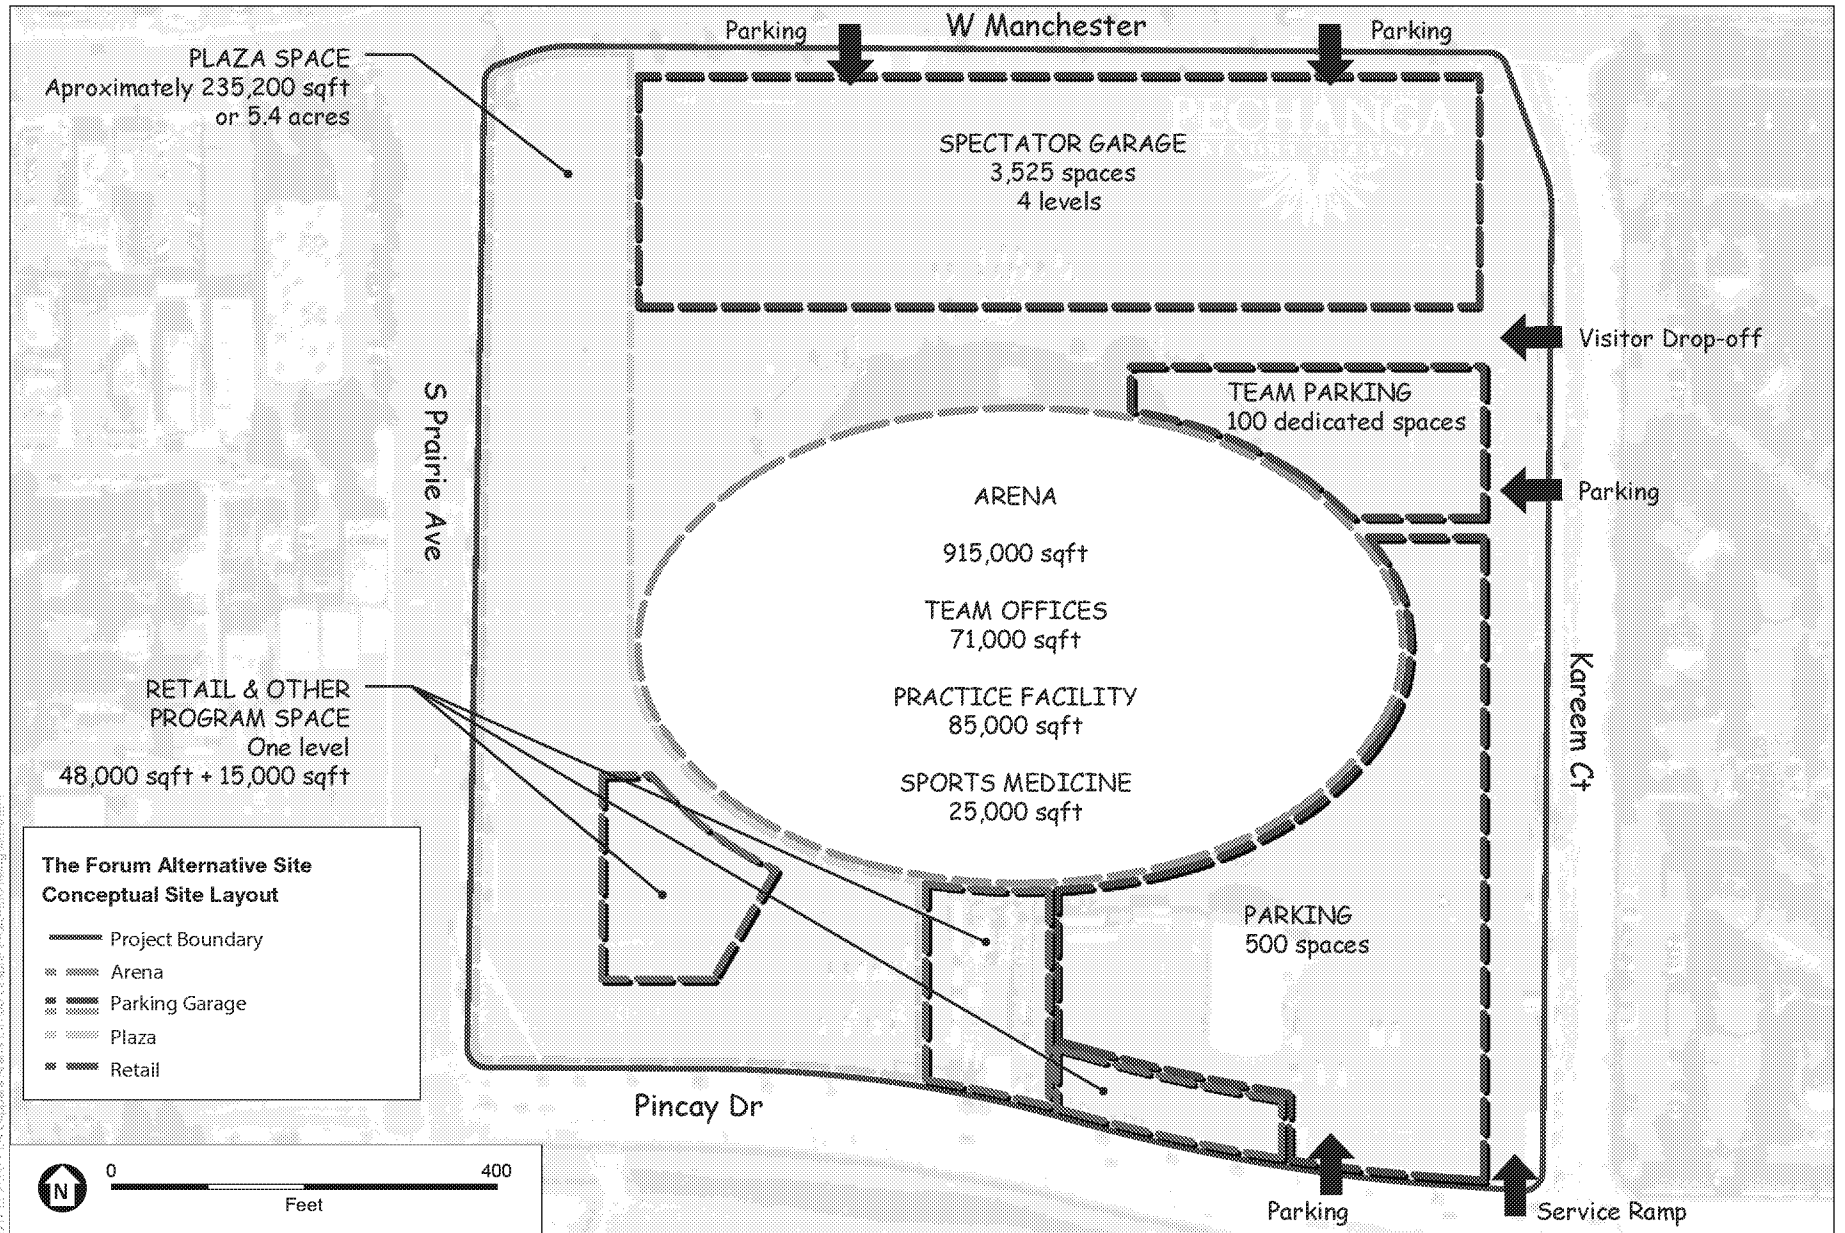 Parking
W Manchester
Parking
PLAZA SPACE
Aproximately 235,200 sqft
or 5.4 acres
PECHANGA
SPECTATOR GARAGE
3,525 spaces
4 levels
Visitor Drop-off
S Prairie Ave
TEAM PARKING
100 dedicated spaces
Parking
ARENA
915,000 sqft
TEAM OFFICES
71,000 sqft
PRACTICE FACILITY
85,000 sqft
SPORTS MEDICINE
25,000 sqft
Kareem Ct
RETAIL & OTHER
PROGRAM SPACE
One level
48,000 sqft + 15,000 sqft
PARKING
500 spaces
The Forum Alternative Site
Conceptual Site Layout
Project Boundary
Arena
Parking Garage
Plaza
Retail
Pincay Dr
N
0 400
Feet
Parking
Service Ramp